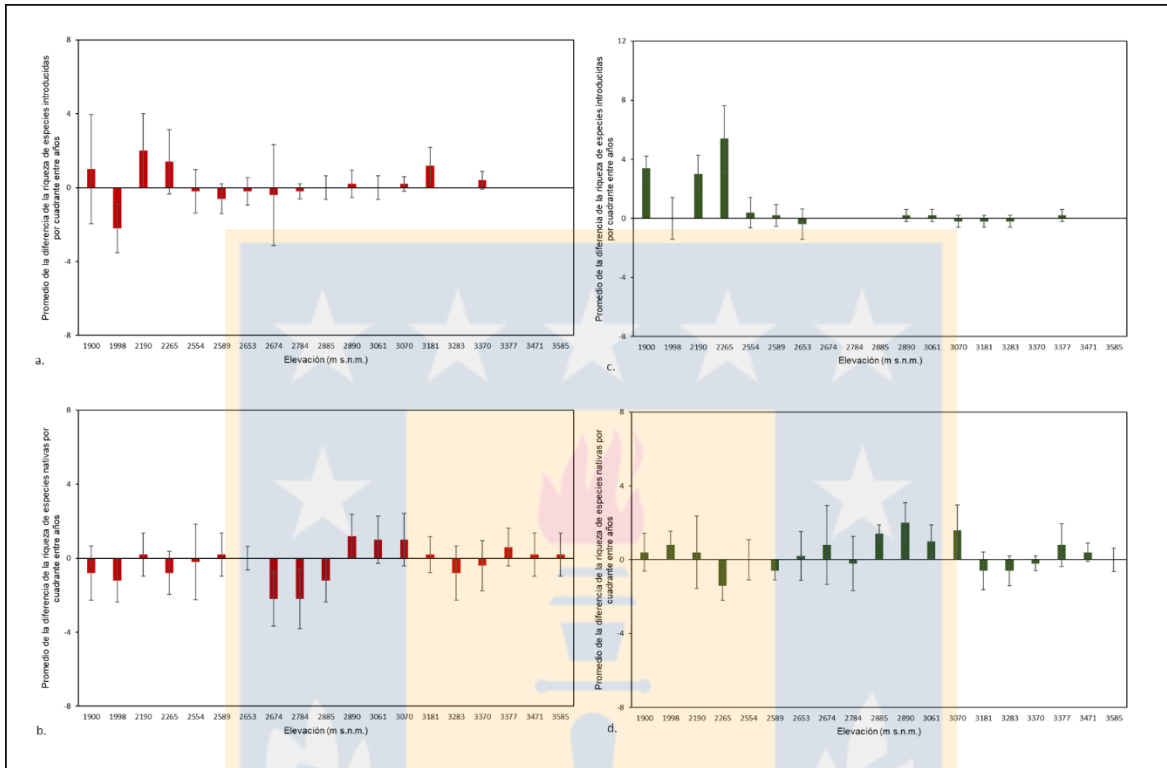 Promedio de la diferencia de la riqueza de especies introducidas
por cuadrante entre años
8
4
0
-4
-8
1900 1998 2190 2265 2554 2589 2653 2674 2784 2885 2890 3061 3070 3181 3283 3370 3377 3471 3585
Elevación (m s.n.m.)
a.
Promedio de la diferencia de la riqueza de especies introducidas
por cuadrante entre años
12
8
4
0
-4
-8
1900 1998 2190 2265 2554 2589 2653 2674 2784 2885 2890 3061 3070 3181 3283 3370 3377 3471 3585
Elevación (m s.n.m.)
c.
Promedio de la diferencia de la riqueza de especies nativas por
cuadrante entre años
8
4
0
-4
-8
1900 1998 2190 2265 2554 2589 2653 2674 2784 2885 2890 3061 3070 3181 3283 3370 3377 3471 3585
Elevación (m s.n.m.)
b.
Promedio de la diferencia de la riqueza de especies nativas por
cuadrante entre años
8
4
0
-4
-8
1900 1998 2190 2265 2554 2589 2653 2674 2784 2885 2890 3061 3070 3181 3283 3370 3377 3471 3585
Elevación (m s.n.m.)
d.